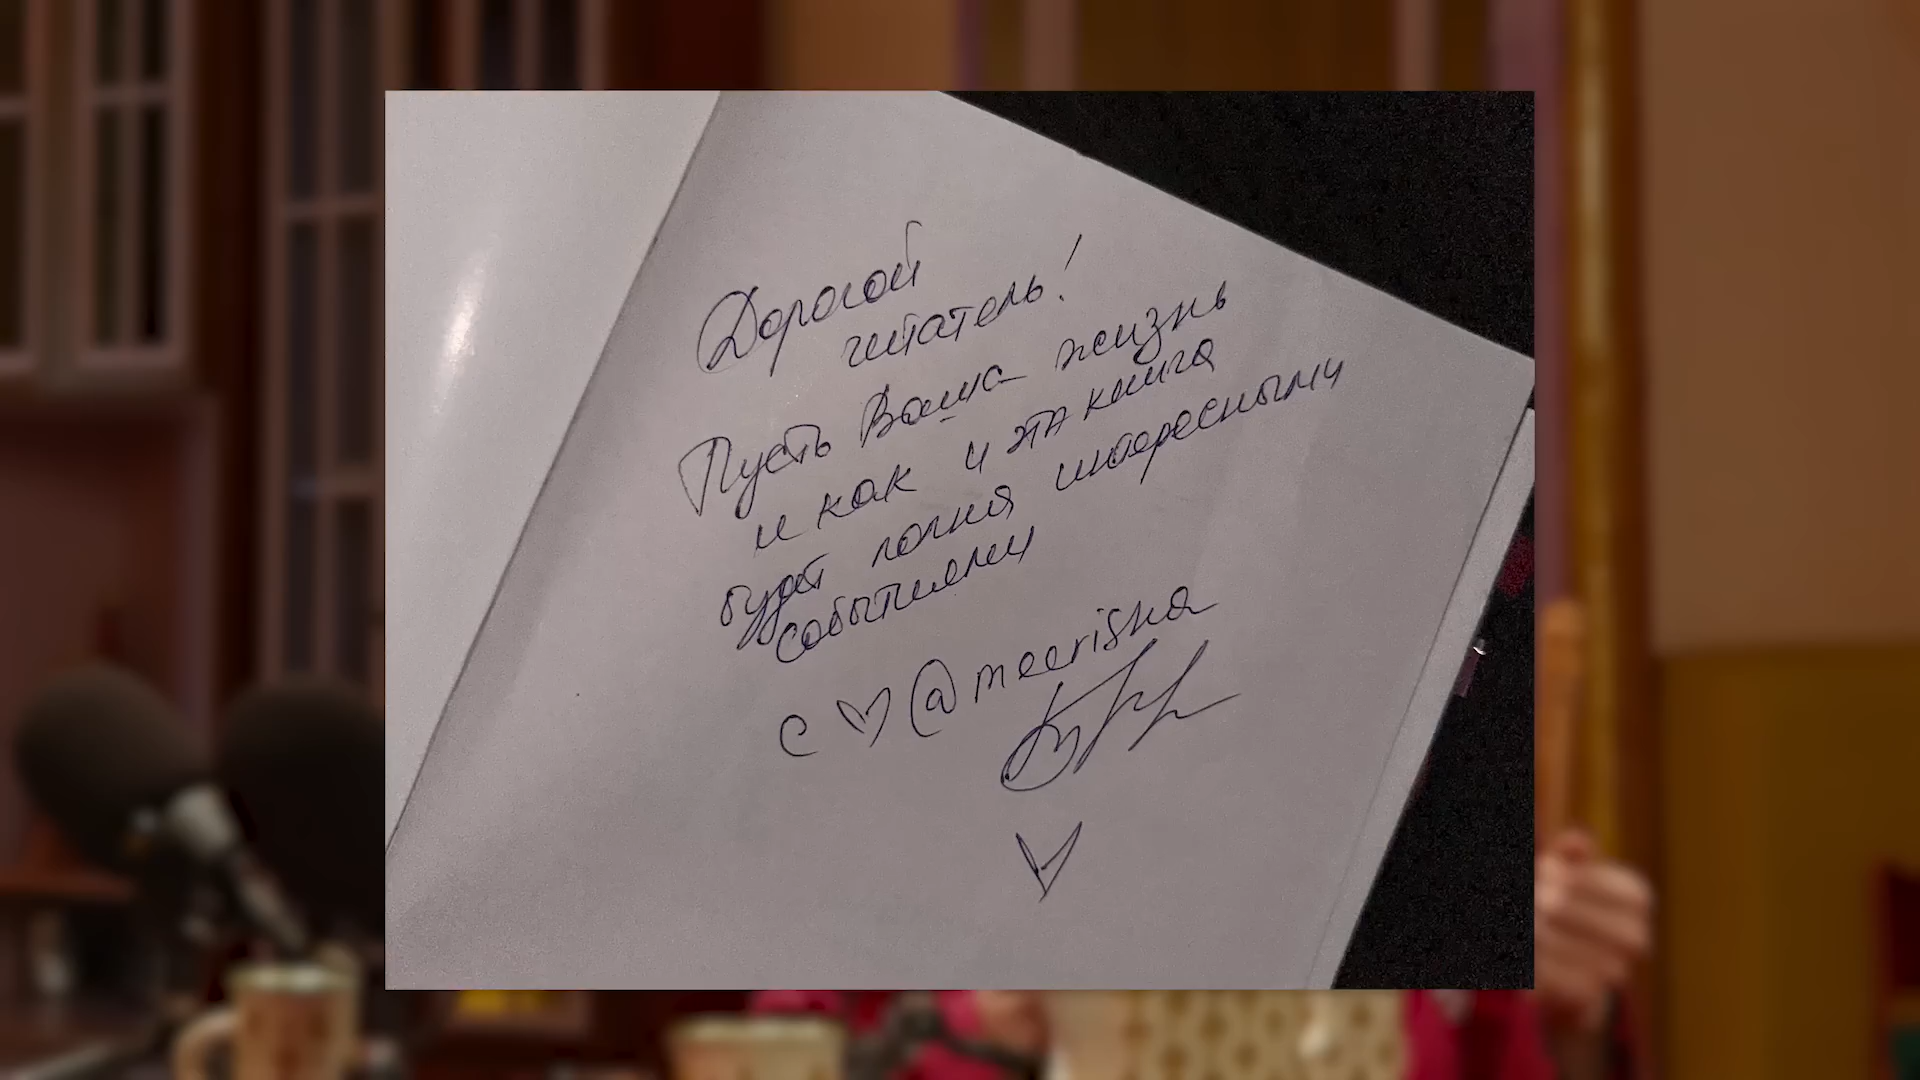 Дорогой
читатель!
Пусть Ваша жизнь
и как и эта книга
будет полна интересными
событиями
с ♡ @meerisha